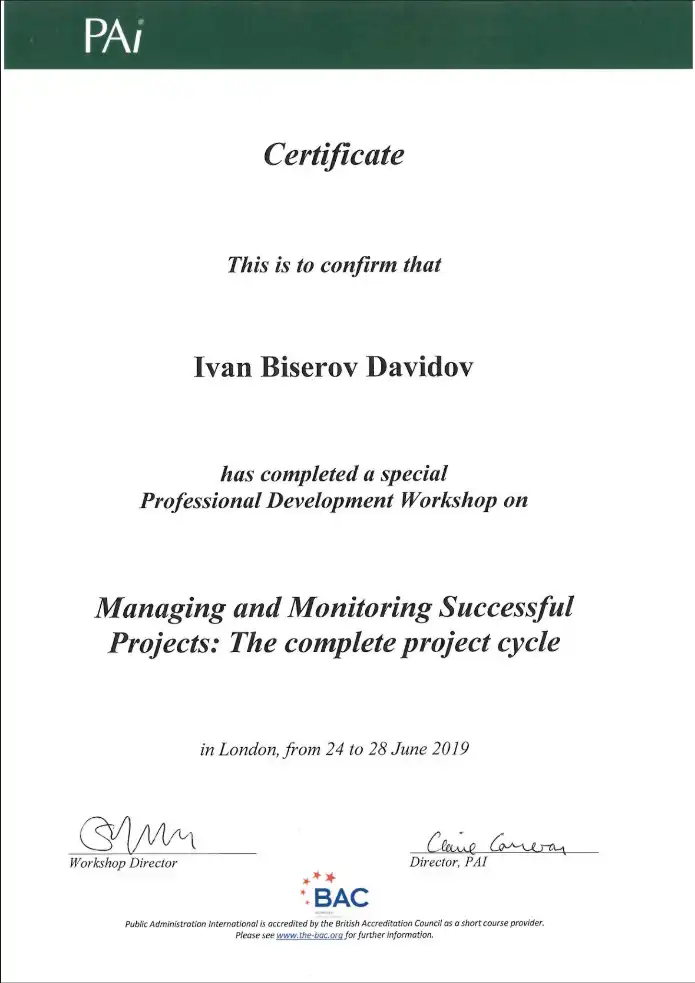 PAi
Certificate
This is to confirm that
Ivan Biserov Davidov
has completed a special
Professional Development Workshop on
Managing and Monitoring Successful
Projects: The complete project cycle
in London, from 24 to 28 June 2019
Workshop Director
Director, PAI
BAC
Public Administration International is accredited by the British Accreditation Council as a short course provider.
Please see www.the-bac.org for further information.